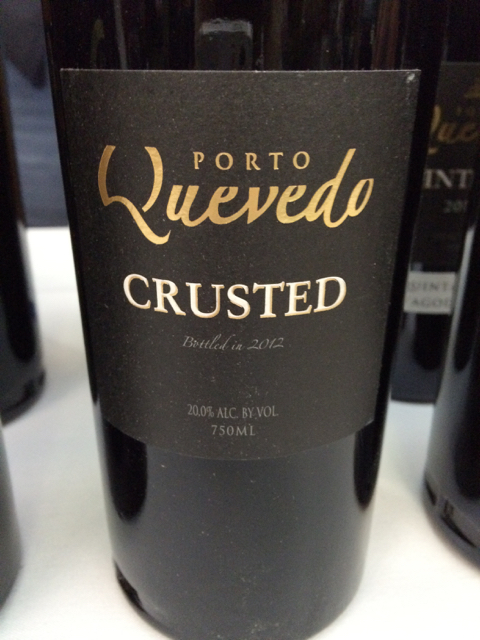 PORTO
Quevedo
CRUSTED
Bottled in 2012
20.0% ALC. BY VOL
750ML